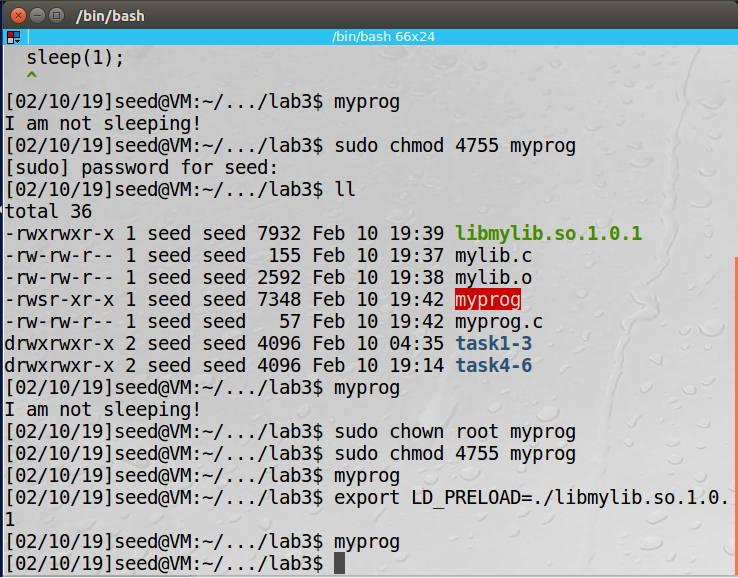 /bin/bash
/bin/bash 66x24
sleep(1);
^
[02/10/19]seed@VM:~/.../lab3$ myprog
I am not sleeping!
[02/10/19]seed@VM:~/.../lab3$ sudo chmod 4755 myprog
[sudo] password for seed:
[02/10/19]seed@VM:~/.../lab3$ ll
total 36
-rwxrwxr-x 1 seed seed 7932 Feb 10 19:39 libmylib.so.1.0.1
-rw-rw-r-- 1 seed seed  155 Feb 10 19:37 mylib.c
-rw-rw-r-- 1 seed seed 2592 Feb 10 19:38 mylib.o
-rwsr-xr-x 1 seed seed 7348 Feb 10 19:42 myprog
-rw-rw-r-- 1 seed seed   57 Feb 10 19:42 myprog.c
drwxrwxr-x 2 seed seed 4096 Feb 10 04:35 task1-3
drwxrwxr-x 2 seed seed 4096 Feb 10 19:14 task4-6
[02/10/19]seed@VM:~/.../lab3$ myprog
I am not sleeping!
[02/10/19]seed@VM:~/.../lab3$ sudo chown root myprog
[02/10/19]seed@VM:~/.../lab3$ sudo chmod 4755 myprog
[02/10/19]seed@VM:~/.../lab3$ myprog
[02/10/19]seed@VM:~/.../lab3$ export LD_PRELOAD=./libmylib.so.1.0.
1
[02/10/19]seed@VM:~/.../lab3$ myprog
[02/10/19]seed@VM:~/.../lab3$